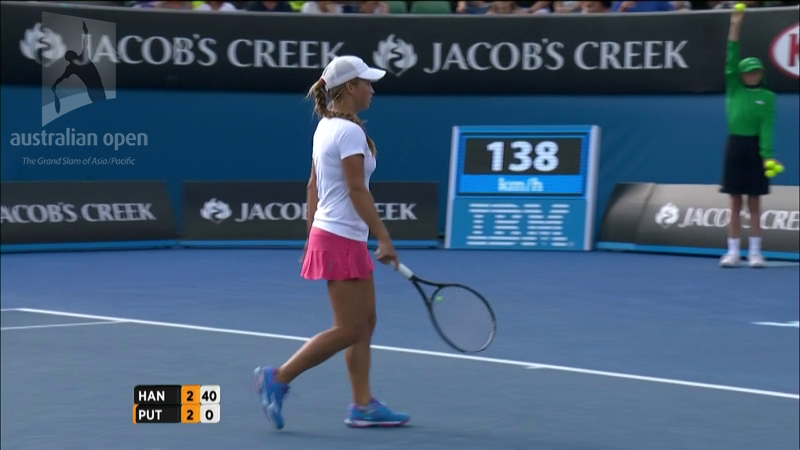 JACOB'S CREEK JACOB'S CREEK KI
australian open
The Grand Slam of Asia/Pacific
138
km/h
IBM
JACOB'S CREEK JACOB'S CREEK JACOB'S CREEK
HAN 2 40
PUT 2 0